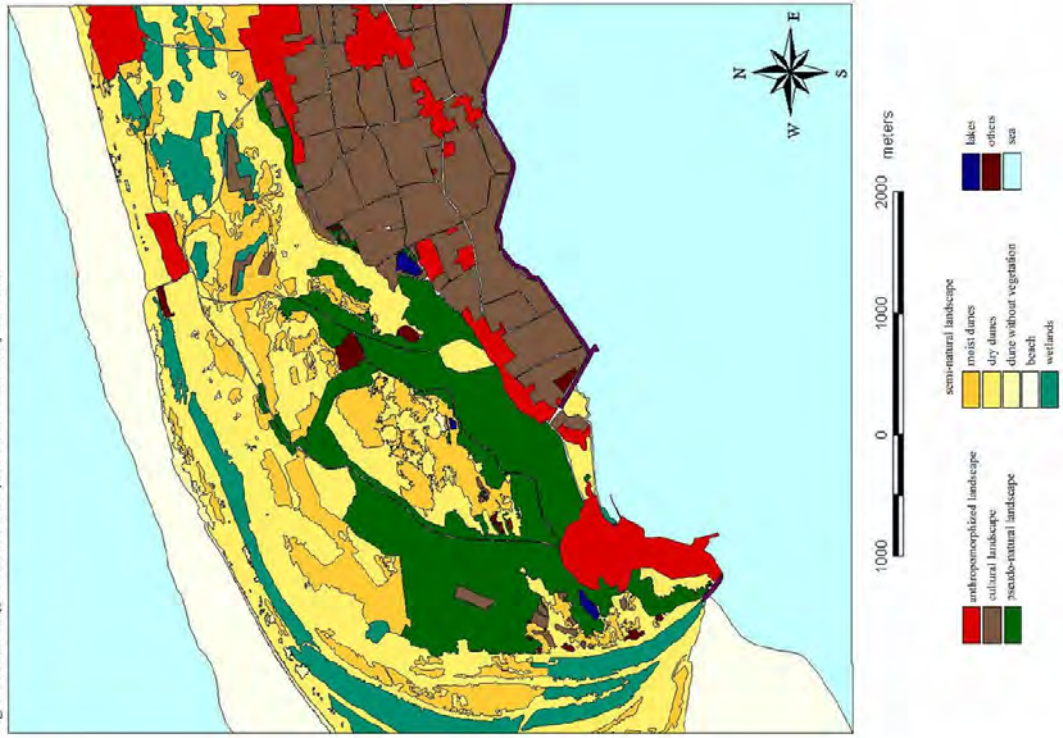 N
E
W
S
1000 0 1000 2000 meters
anthropomorphized landscape
cultural landscape
pseudo-natural landscape
semi-natural landscape
moist dunes
dry dunes
dune without vegetation
beach
wetlands
lakes
others
sea